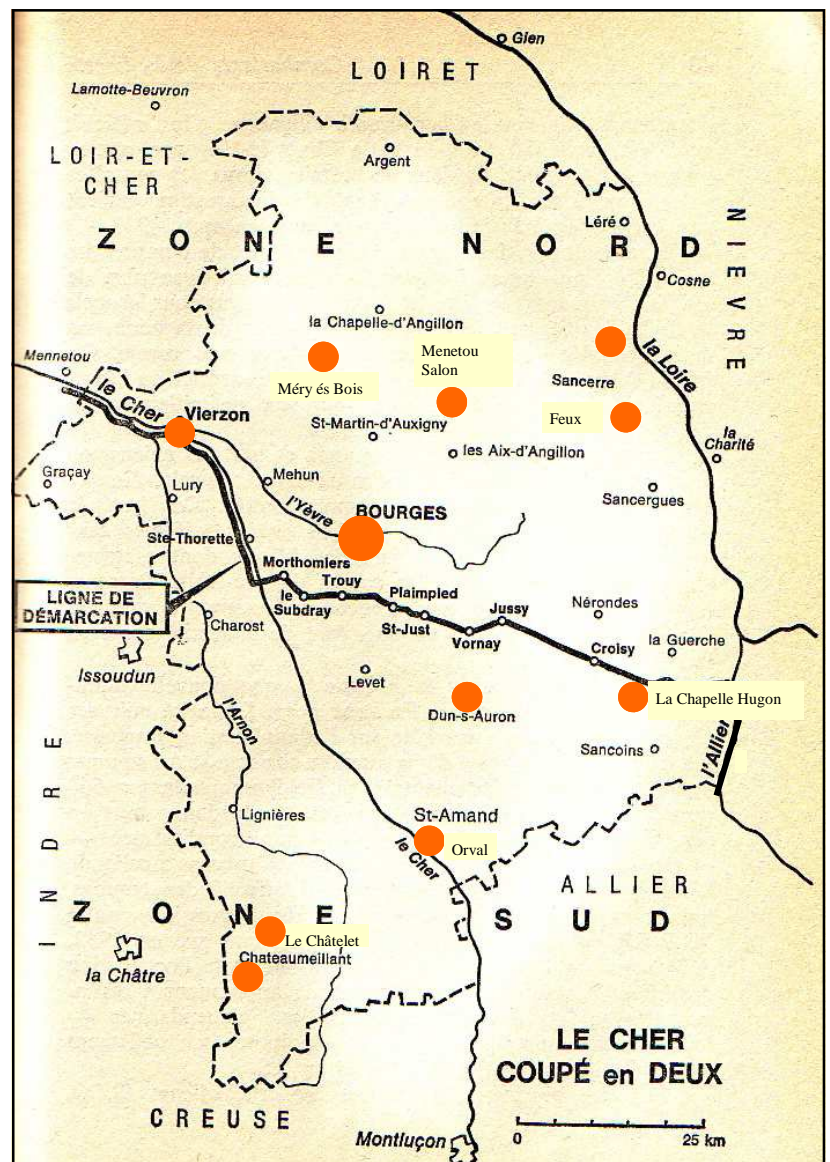 Gien
LOIRET
Lamotte-Beuvron
LOIR-ET-
CHER
Argent
NIEVRE
Léré
ZONE NORD
Cosne
la Chapelle-d'Angillon
Mennetou
Méry és Bois
Menetou
Salon
la Loire
Sancerre
le Cher
Vierzon
Feux
St-Martin-d'Auxigny
la
Charité
les Aix-d'Angillon
Graçay
Mehun
Lury
Sancergues
l'Yèvre
BOURGES
Ste-Thorette
Morthomiers
LIGNE DE
DÉMARCATION
le
Subdray
Trouy
Plaimpied
St-Just
Vornay
Jussy
Nérondes
Croisy
la Guerche
Charost
Issoudun
Levet
La Chapelle Hugon
l'Arnon
Dun-s-Auron
Sancoins
l'Allier
INDRE
Lignières
St-Amand
Orval
le Cher
ALLIER
ZONE SUD
Le Châtelet
Chateaumeillant
la Châtre
LE CHER
COUPÉ en DEUX
CREUSE
Montluçon
0 25 km